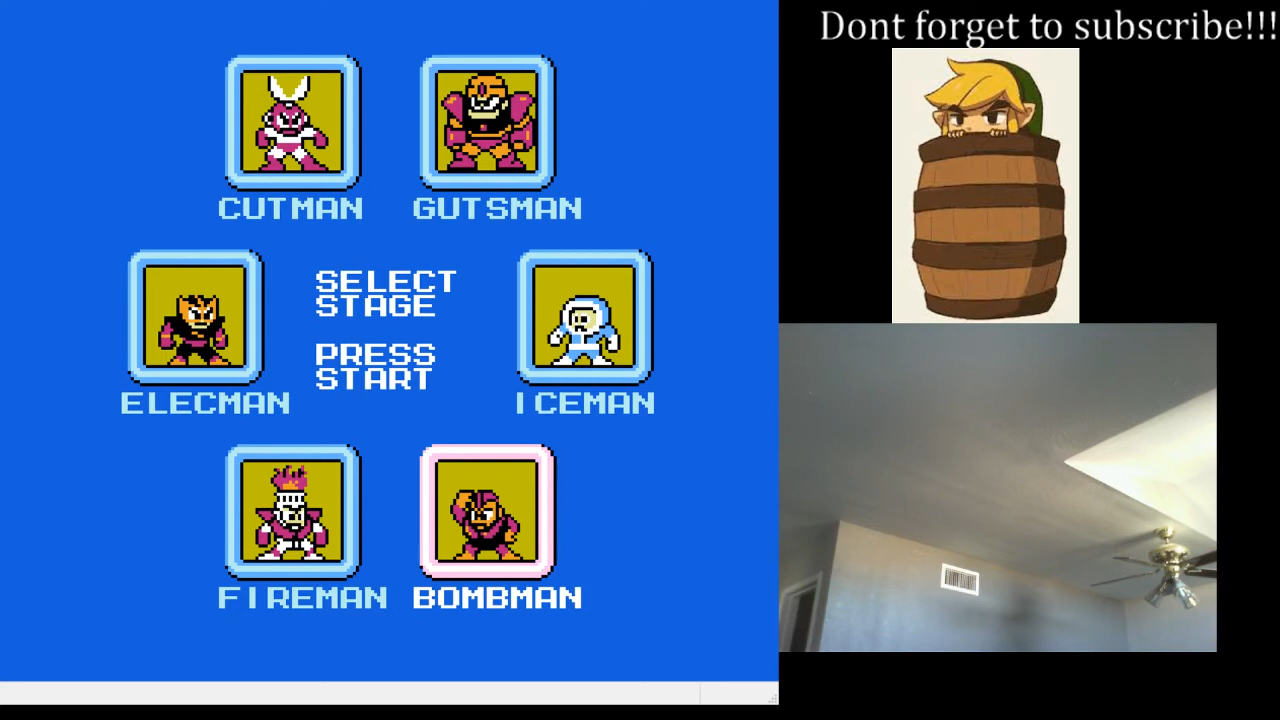 Dont forget to subscribe!!!
CUTMAN GUTSMAN
SELECT
STAGE
PRESS
START
ELECMAN ICEMAN
FIREMAN BOMBMAN